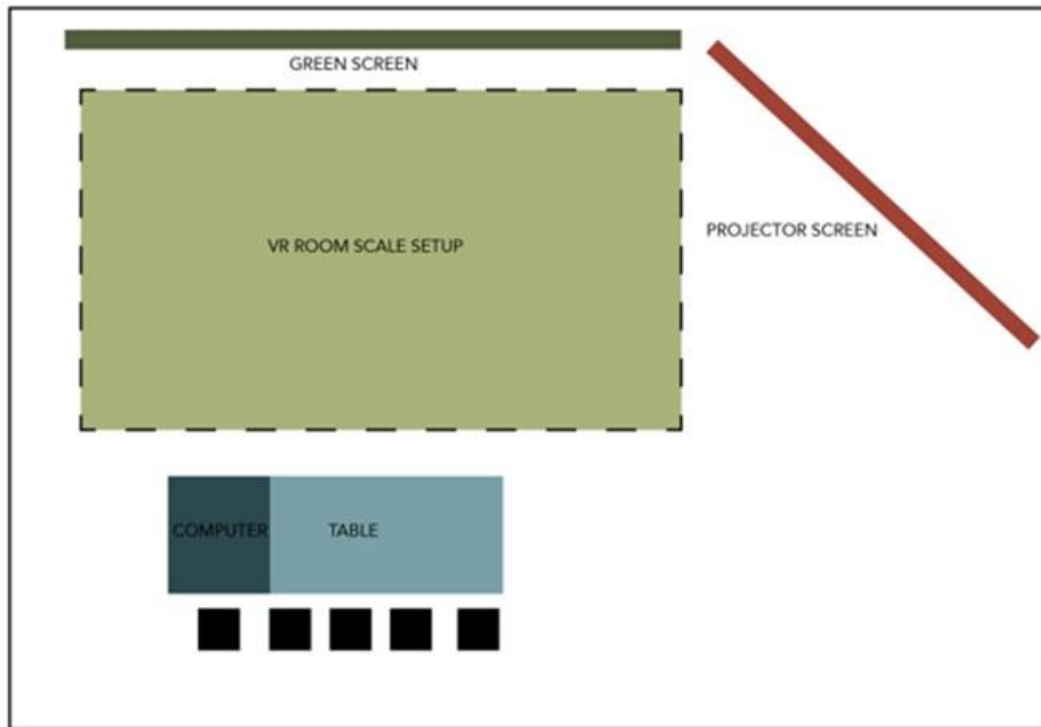 GREEN SCREEN
VR ROOM SCALE SETUP
PROJECTOR SCREEN
COMPUTER
TABLE